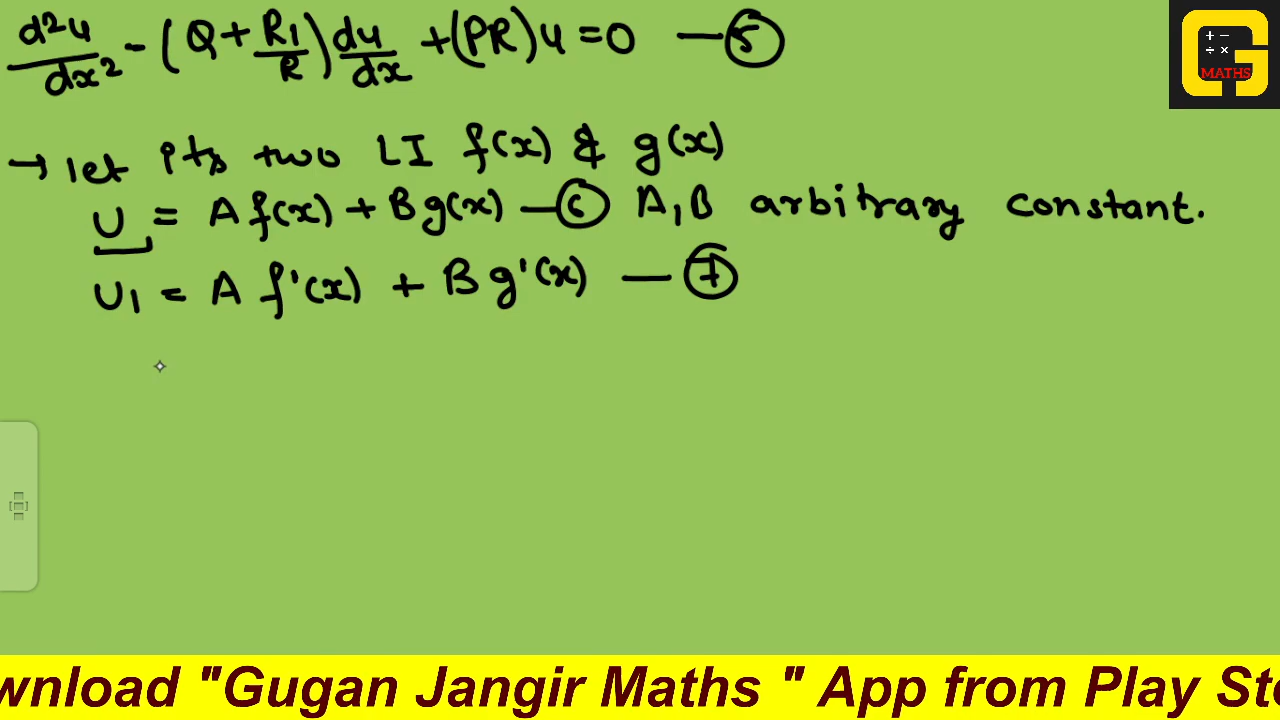 d²u/dx² - (Q + R1/R) du/dx + (PR)u = 0 — 5
→ let its two LI f(x) & g(x)
U = A f(x) + B g(x) — 6 A, B arbitrary constant.
U1 = A f'(x) + B g'(x) — 7
+ −
÷ ×
MATHS
wnload "Gugan Jangir Maths " App from Play Sto